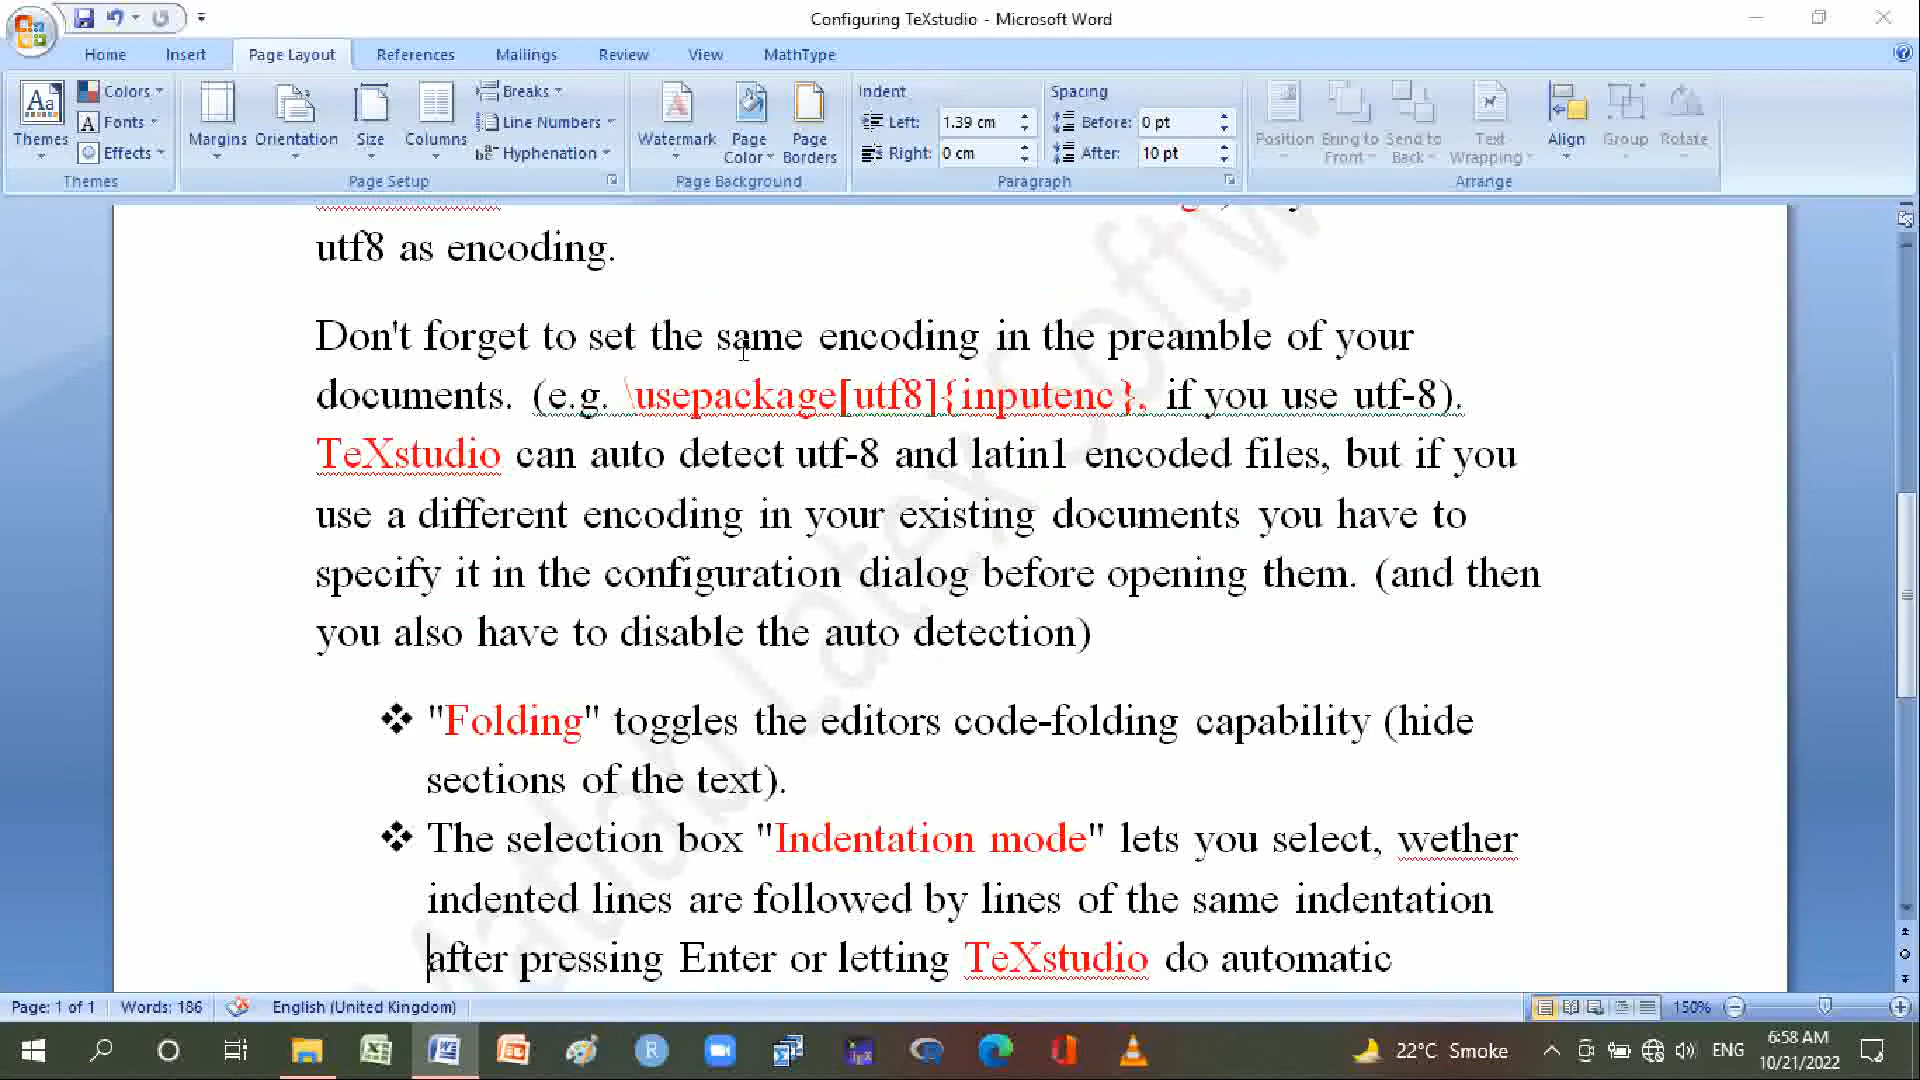 Configuring TeXstudio - Microsoft Word
Home Insert Page Layout References Mailings Review View MathType
Themes Colors Fonts Effects Themes
Margins Orientation Size Columns Breaks Line Numbers Hyphenation Page Setup
Watermark Page Color Page Borders Page Background
Indent Left: 1.39 cm Right: 0 cm
Spacing Before: 0 pt After: 10 pt
Paragraph
Position Bring to Front Send to Back Text Wrapping Align Group Rotate Arrange
utf8 as encoding.
Don't forget to set the same encoding in the preamble of your
documents. (e.g. \usepackage[utf8]{inputenc}, if you use utf-8).
TeXstudio can auto detect utf-8 and latin1 encoded files, but if you
use a different encoding in your existing documents you have to
specify it in the configuration dialog before opening them. (and then
you also have to disable the auto detection)
❖ "Folding" toggles the editors code-folding capability (hide
sections of the text).
❖ The selection box "Indentation mode" lets you select, wether
indented lines are followed by lines of the same indentation
after pressing Enter or letting TeXstudio do automatic
Matlab Latex Softw
Page: 1 of 1 Words: 186 English (United Kingdom) 150%
22°C Smoke ENG 6:58 AM
10/21/2022